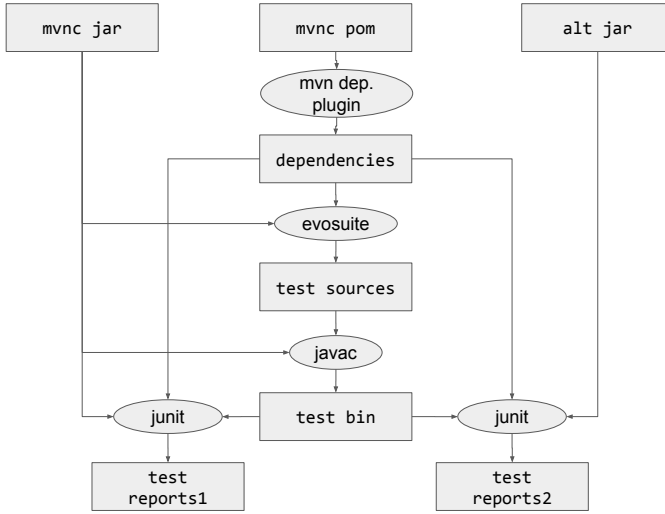 mvnc jar
mvnc pom
alt jar
mvn dep.
plugin
dependencies
evosuite
test sources
javac
junit
test bin
junit
test
reports1
test
reports2